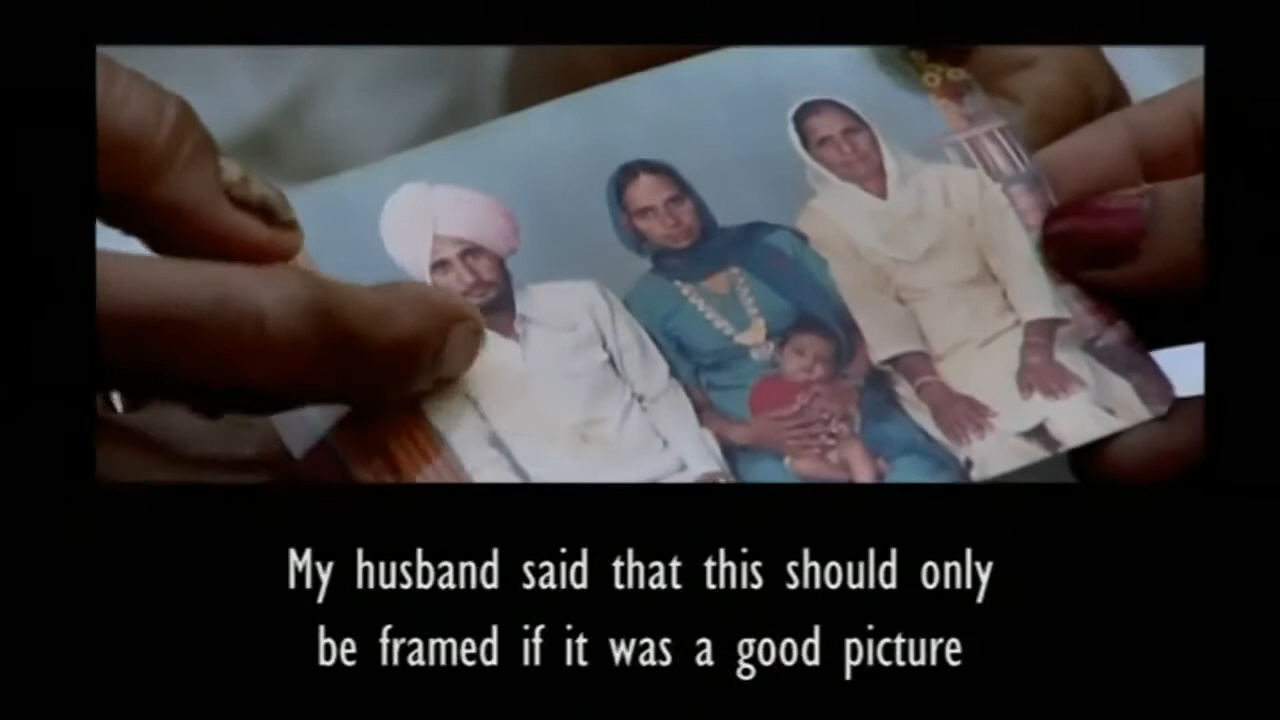 My husband said that this should only
be framed if it was a good picture